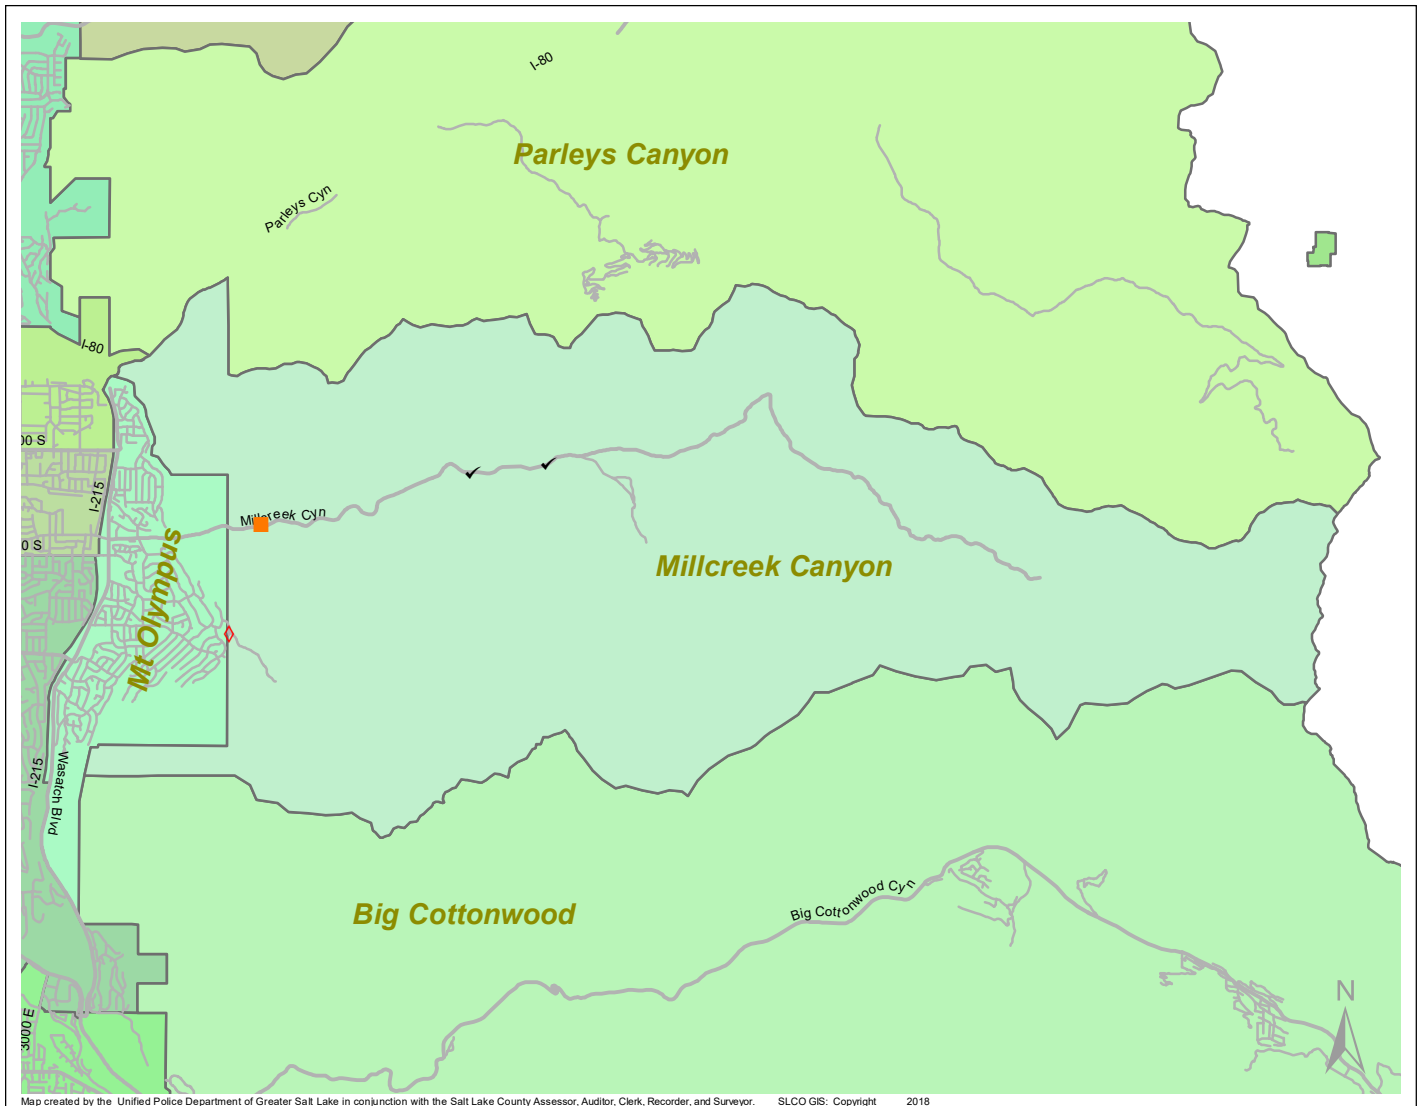 I-80
Parleys Canyon
Parleys Cyn
I-80
00 S
I-215
Millcreek Cyn
0 S
Mt Olympus
Millcreek Canyon
I-215
Wasatch Blvd
Big Cottonwood
Big Cottonwood Cyn
N
3000 E
Map created by the Unified Police Department of Greater Salt Lake in conjunction with the Salt Lake County Assessor, Auditor, Clerk, Recorder, and Surveyor. SLCO GIS: Copyright 2018